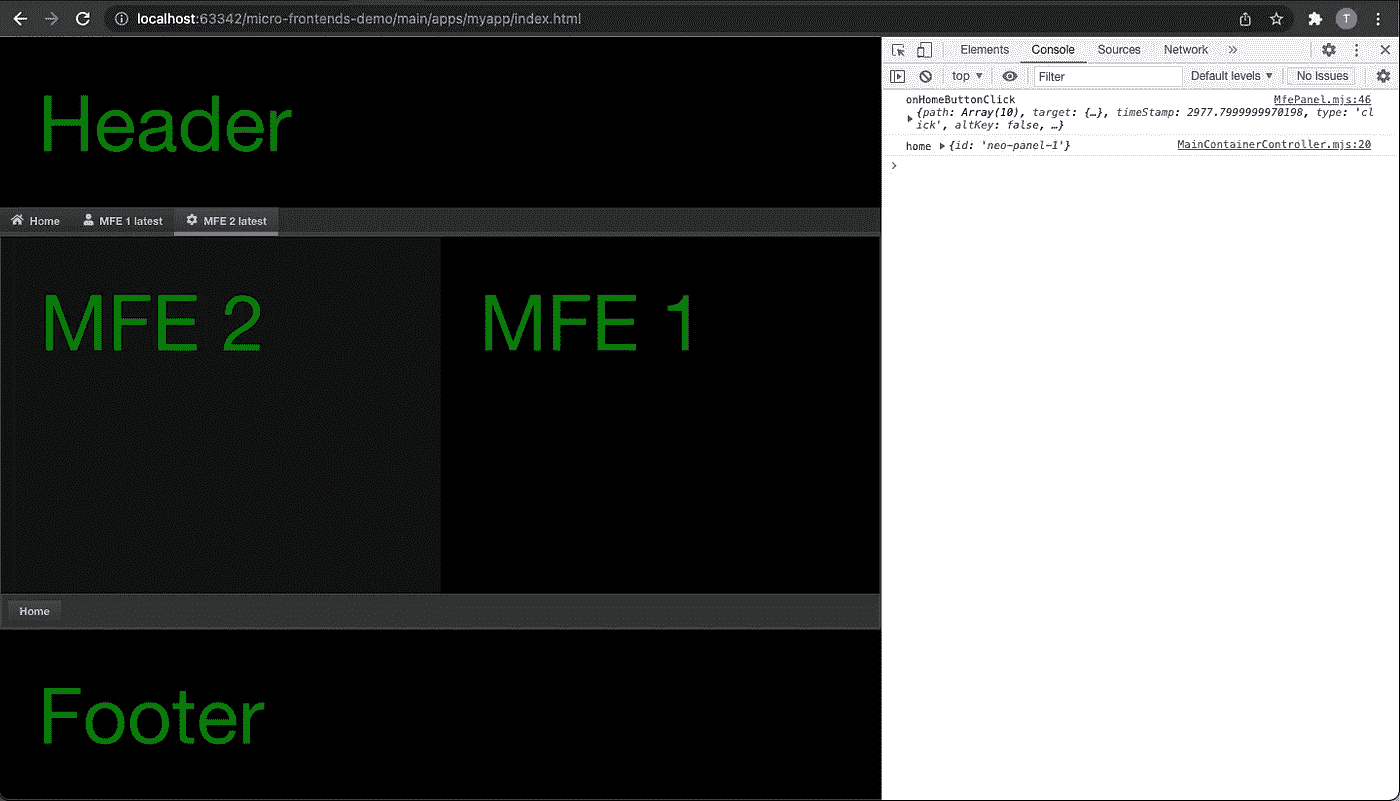 localhost:63342/micro-frontends-demo/main/apps/myapp/index.html
T
Header
Home
MFE 1 latest
MFE 2 latest
MFE 2
MFE 1
Home
Footer
Elements
Console
Sources
Network
»
top ▼
Filter
Default levels ▼
No Issues
onHomeButtonClick
MfePanel.mjs:46
{path: Array(10), target: {…}, timeStamp: 2977.7999999970198, type: 'cl
ick', altKey: false, …}
home ▶ {id: 'neo-panel-1'}
MainContainerController.mjs:20